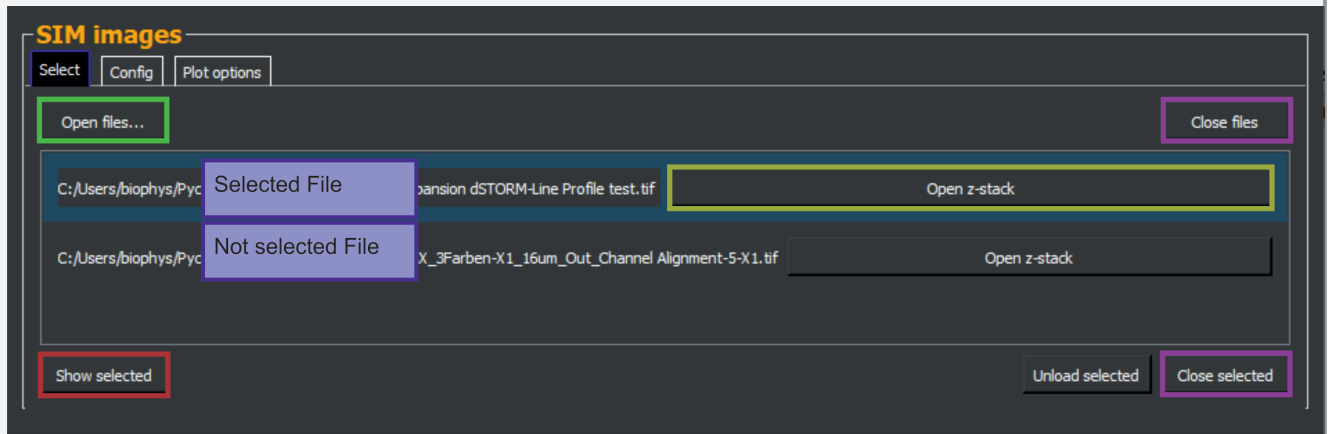 SIM images
Select Config Plot options
Open files... Close files
C:/Users/biophys/Pyc Selected File pansion dSTORM-Line Profile test.tif Open z-stack
Not selected File
C:/Users/biophys/Pyc X_3Farben-X1_16um_Out_Channel Alignment-5-X1.tif Open z-stack
Show selected Unload selected Close selected